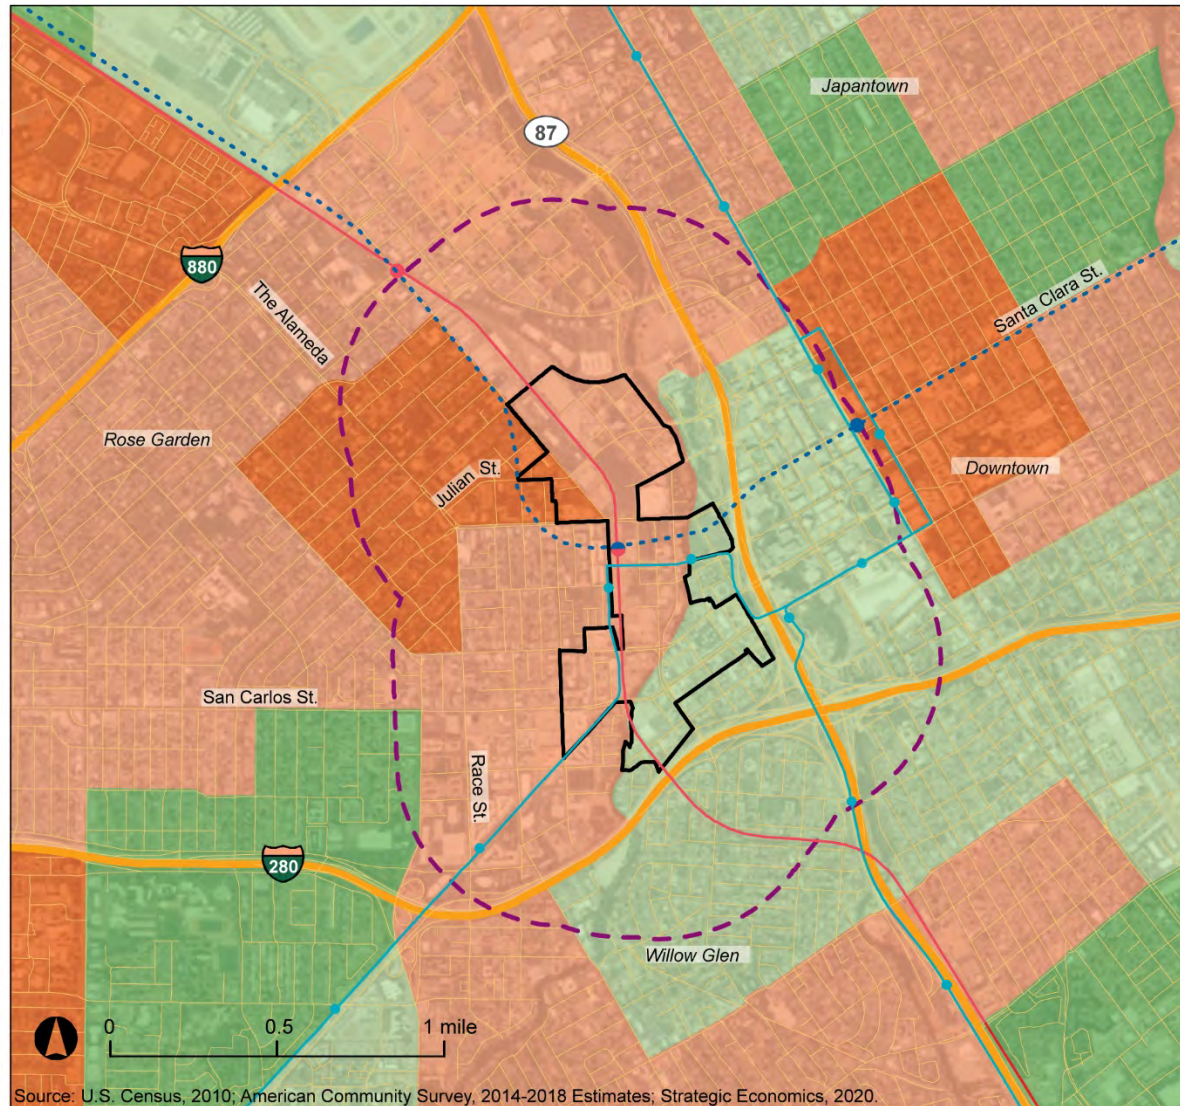 Japantown
87
Santa Clara St.
880
The Alameda
Rose Garden
Julian St.
Downtown
San Carlos St.
Race St.
280
Willow Glen
0 0.5 1 mile
Source: U.S. Census, 2010; American Community Survey, 2014-2018 Estimates; Strategic Economics, 2020.